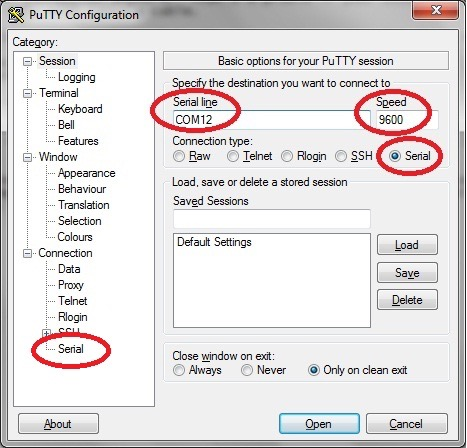 PuTTY Configuration
Category:
Session
Logging
Terminal
Keyboard
Bell
Features
Window
Appearance
Behaviour
Translation
Selection
Colours
Connection
Data
Proxy
Telnet
Rlogin
SSH
Serial
Basic options for your PuTTY session
Specify the destination you want to connect to
Serial line Speed
COM12 9600
Connection type:
Raw Telnet Rlogin SSH Serial
Load, save or delete a stored session
Saved Sessions
Default Settings
Load
Save
Delete
Close window on exit:
Always Never Only on clean exit
About Open Cancel